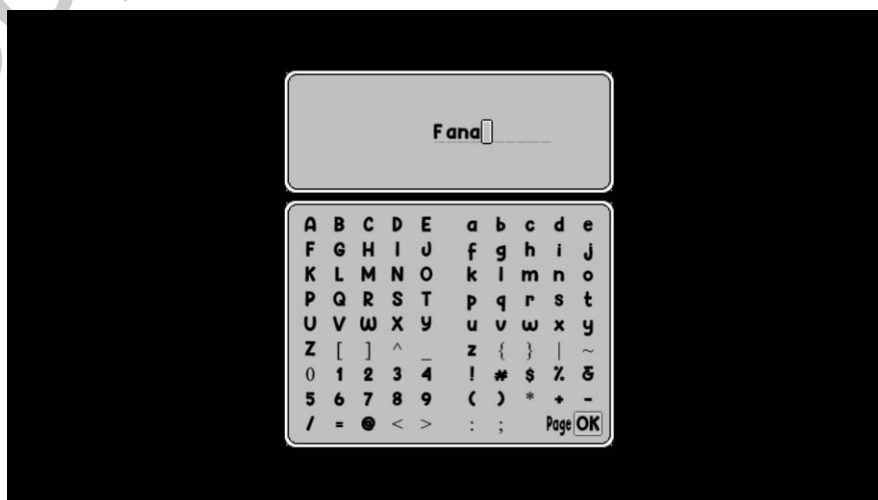 Fana
A B C D E a b c d e
F G H I J f g h i j
K L M N O k l m n o
P Q R S T p q r s t
U V W X Y u v w x y
Z [ ] ^ _ z { } | ~
0 1 2 3 4 ! # $ % &
5 6 7 8 9 ( ) * + -
/ = @ < > : ; Page OK